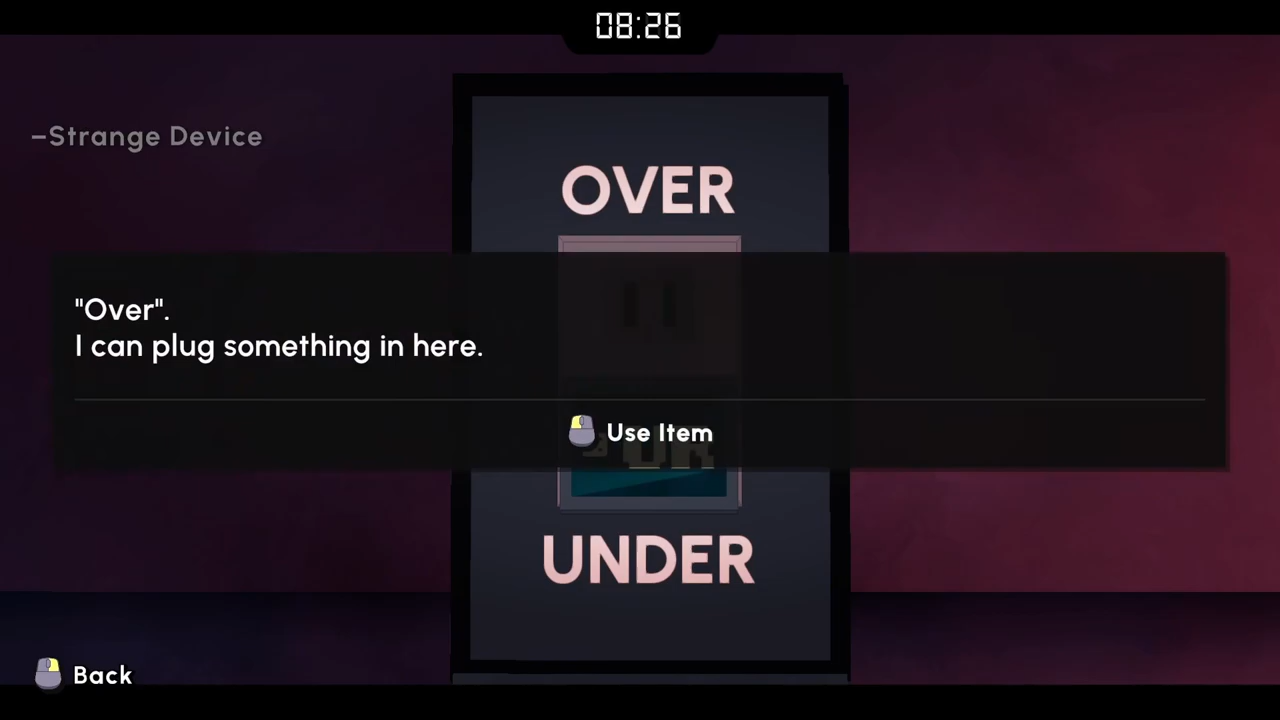 08:26
–Strange Device
OVER
"Over".
I can plug something in here.
Use Item
UNDER
Back